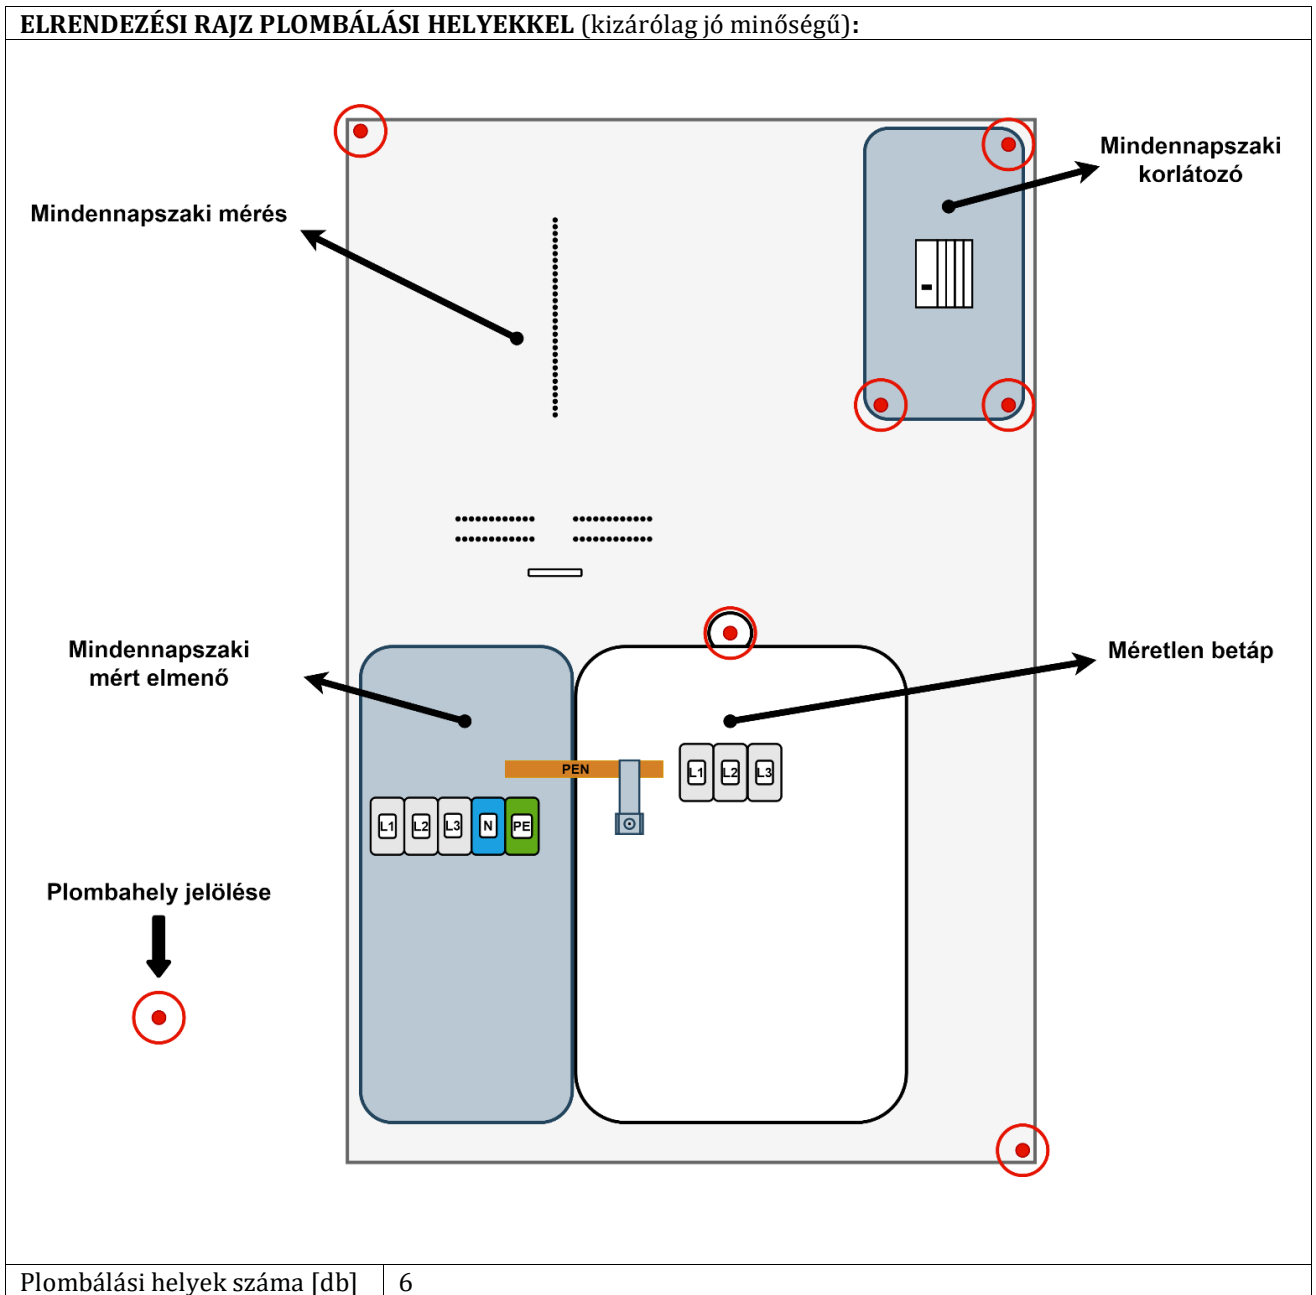 ELRENDEZÉSI RAJZ PLOMBÁLÁSI HELYEKKEL (kizárólag jó minőségű):
Mindennapszaki
korlátozó
Mindennapszaki mérés
Mindennapszaki
mért elmenő
Méretlen betáp
PEN
L1 L2 L3
L1 L2 L3 N PE
Plombahely jelölése
Plombálási helyek száma [db] 6